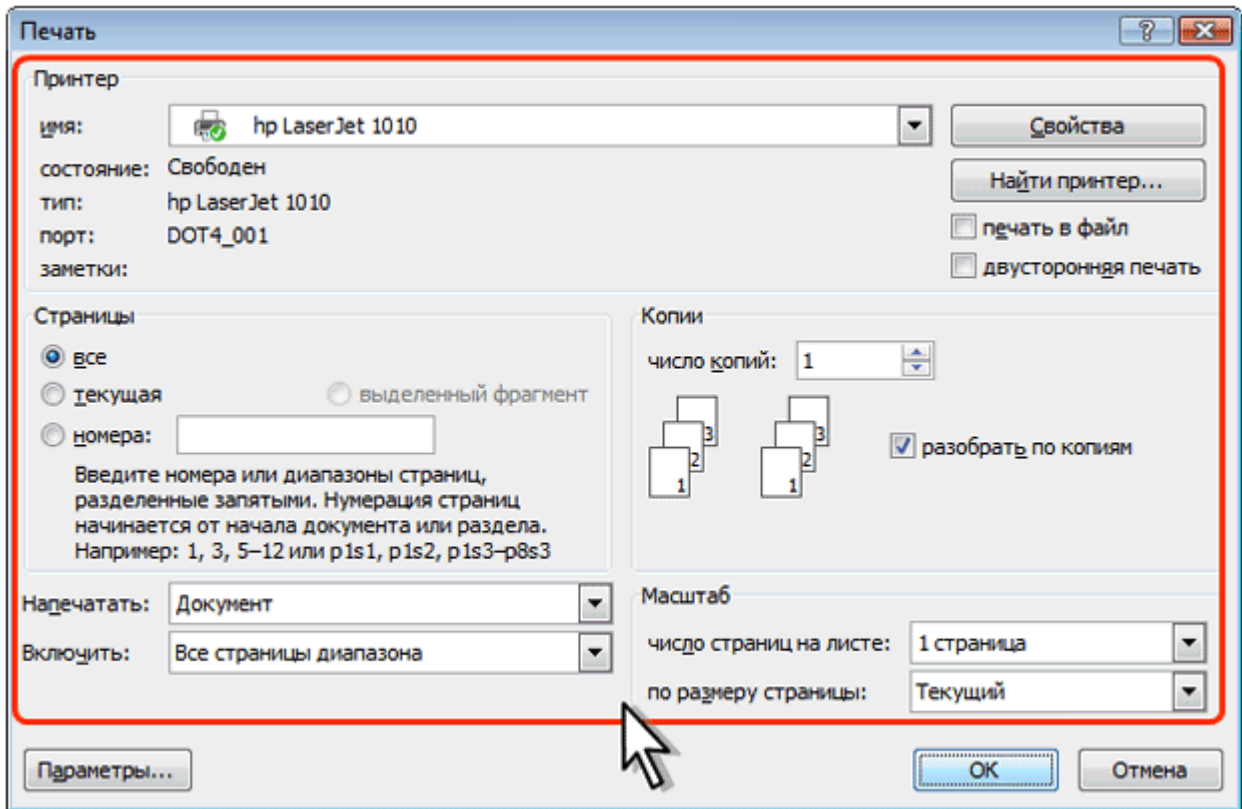 Печать
Принтер
имя: hp LaserJet 1010 Свойства
состояние: Свободен Найти принтер...
тип: hp LaserJet 1010
порт: DOT4_001 печать в файл
заметки: двусторонняя печать
Страницы
все
текущая выделенный фрагмент
номера:
Введите номера или диапазоны страниц,
разделенные запятыми. Нумерация страниц
начинается от начала документа или раздела.
Например: 1, 3, 5–12 или p1s1, p1s2, p1s3–p8s3
Копии
число копий: 1
3 3
2 2
1 1
разобрать по копиям
Напечатать: Документ
Включить: Все страницы диапазона
Масштаб
число страниц на листе: 1 страница
по размеру страницы: Текущий
Параметры... ОК Отмена